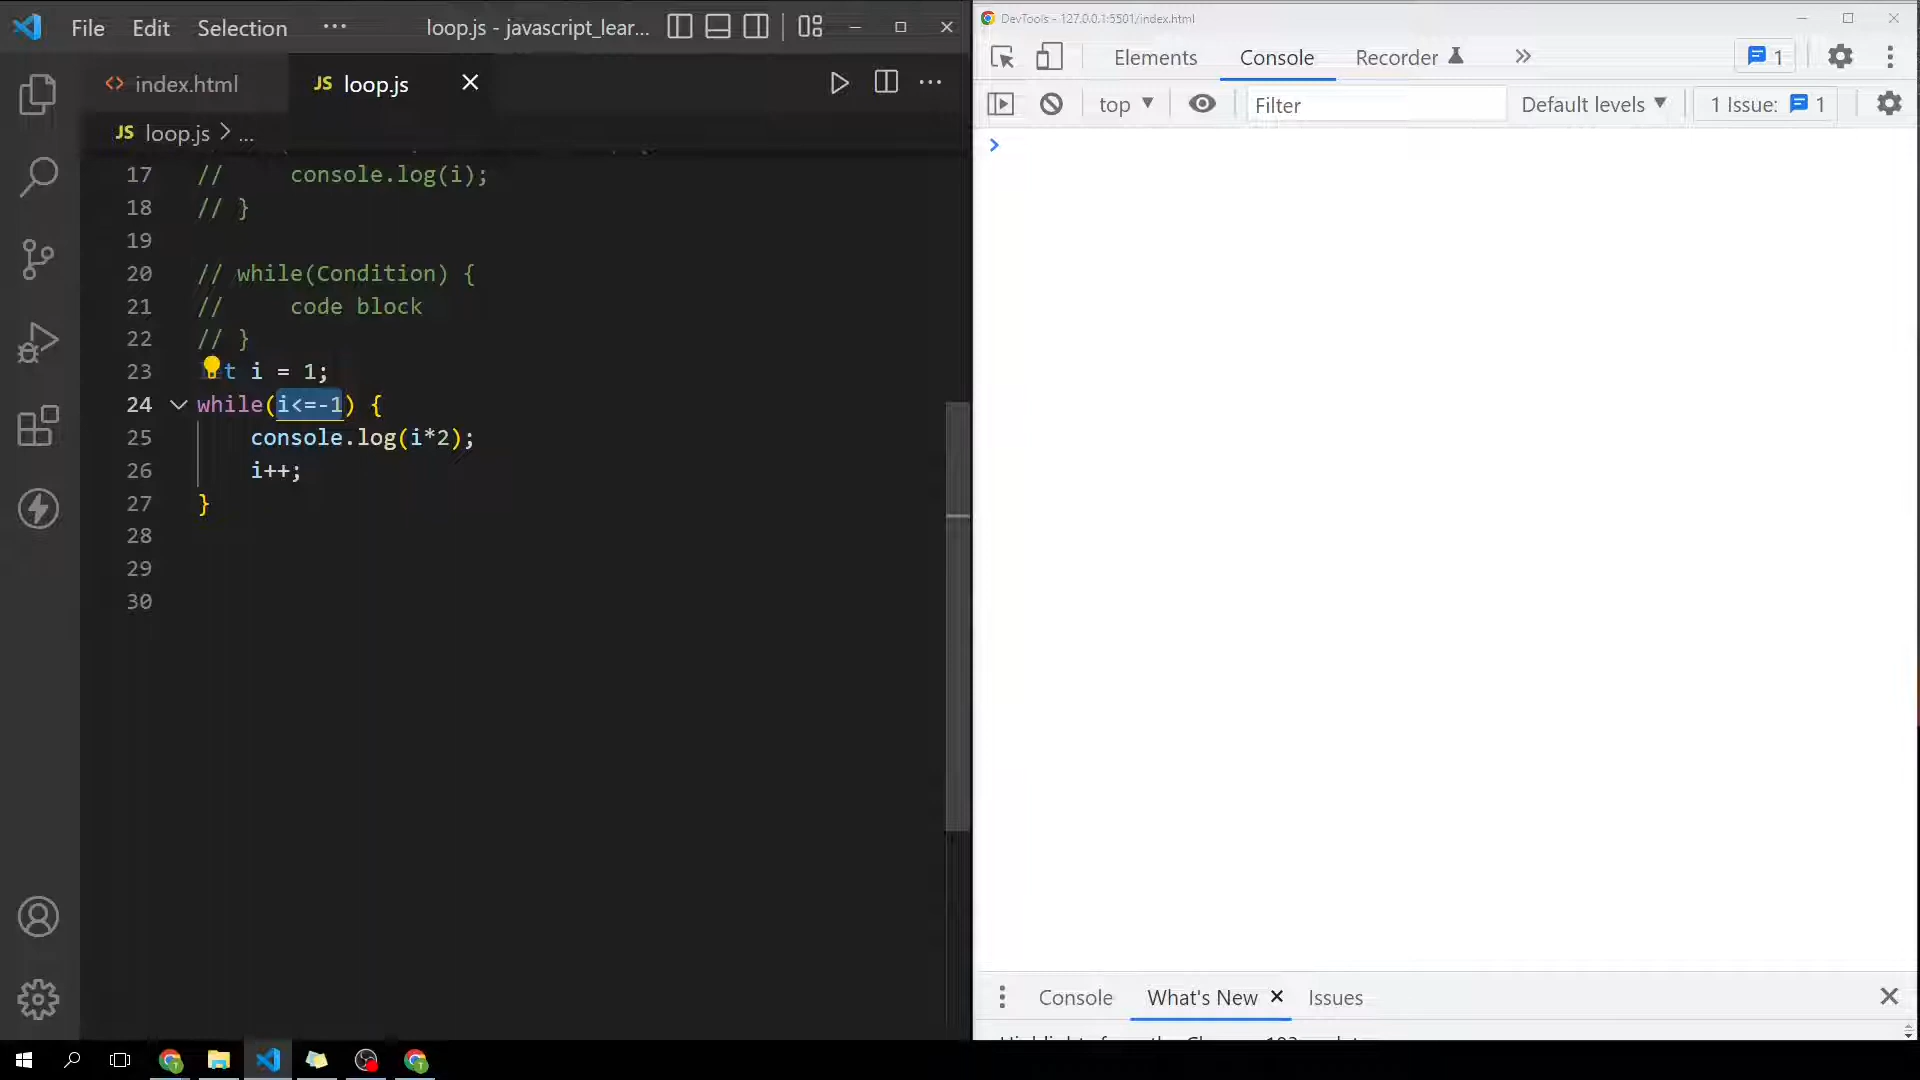 File Edit Selection ··· loop.js - javascript_lear...
index.html JS loop.js
JS loop.js > ...
17 // console.log(i);
18 // }
19
20 // while(Condition) {
21 // code block
22 // }
23 t i = 1;
24 while(i<=-1) {
25 console.log(i*2);
26 i++;
27 }
28
29
30
DevTools - 127.0.0.1:5501/index.html
Elements Console Recorder 1
top Filter Default levels 1 Issue: 1
Console What's New Issues